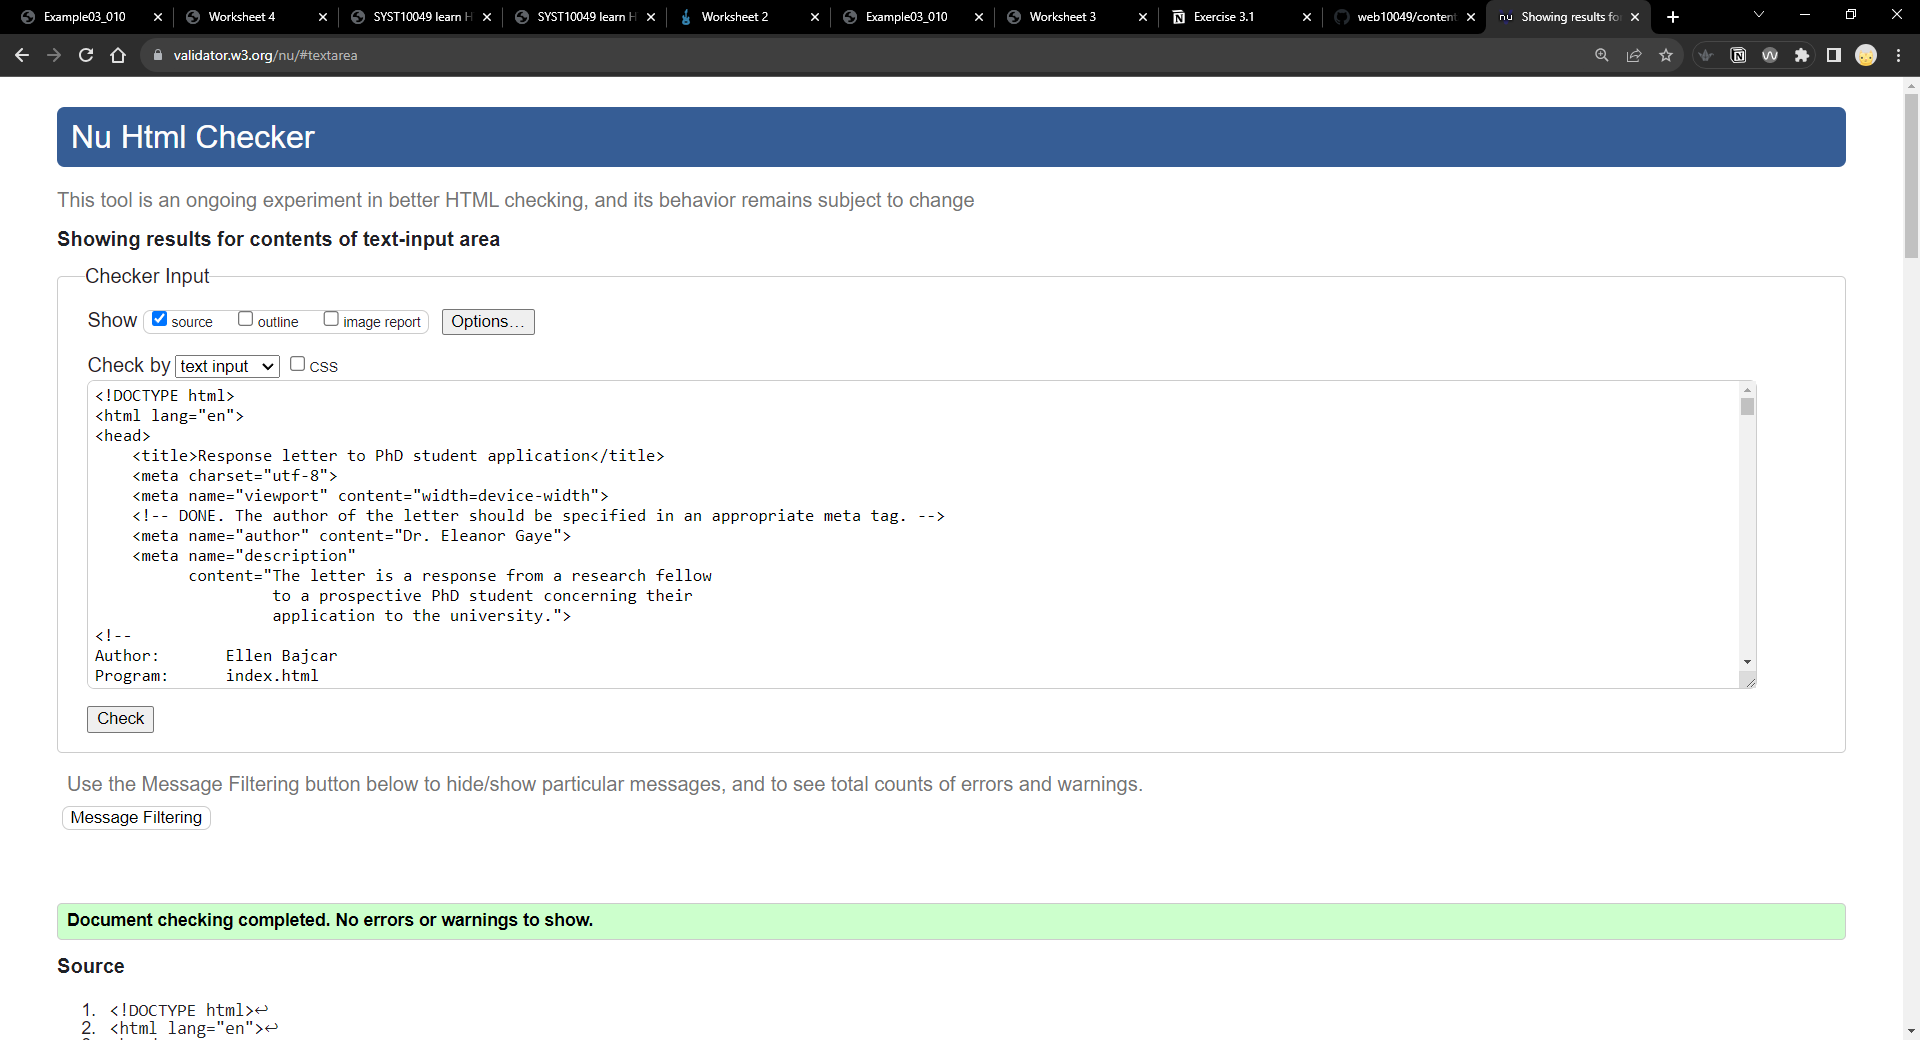 Example03_010
Worksheet 4
SYST10049 learn H
SYST10049 learn H
Worksheet 2
Example03_010
Worksheet 3
Exercise 3.1
web10049/content
nu Showing results fo
validator.w3.org/nu/#textarea
Nu Html Checker
This tool is an ongoing experiment in better HTML checking, and its behavior remains subject to change
Showing results for contents of text-input area
Checker Input
Show source outline image report Options...
Check by text input CSS
<!DOCTYPE html>
<html lang="en">
<head>
    <title>Response letter to PhD student application</title>
    <meta charset="utf-8">
    <meta name="viewport" content="width=device-width">
    <!-- DONE. The author of the letter should be specified in an appropriate meta tag. -->
    <meta name="author" content="Dr. Eleanor Gaye">
    <meta name="description"
          content="The letter is a response from a research fellow
                   to a prospective PhD student concerning their
                   application to the university.">
<!--
Author:       Ellen Bajcar
Program:      index.html
Check
Use the Message Filtering button below to hide/show particular messages, and to see total counts of errors and warnings.
Message Filtering
Document checking completed. No errors or warnings to show.
Source
1. <!DOCTYPE html>↩
2. <html lang="en">↩